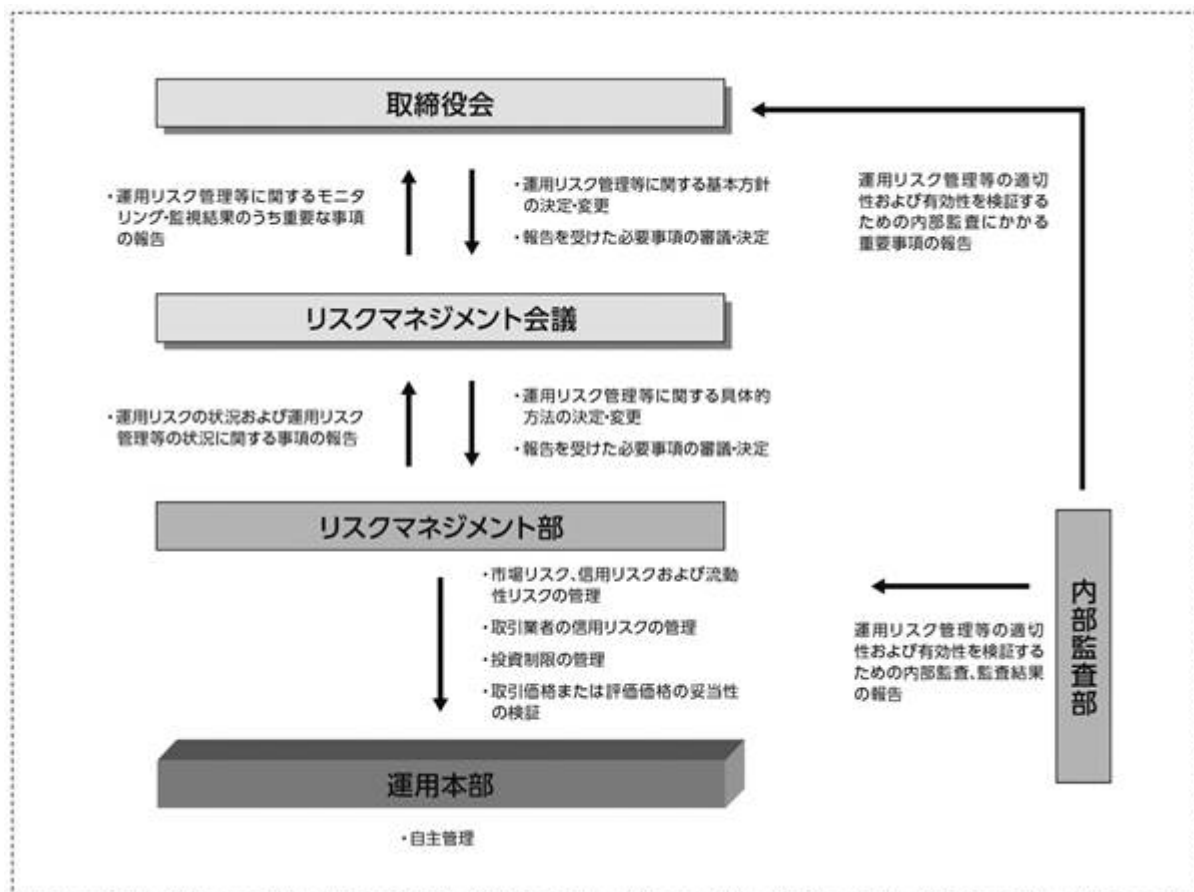 取締役会
・運用リスク管理等に関するモニタ
リング・監視結果のうち重要な事項
の報告
・運用リスク管理等に関する基本方針
の決定・変更
・報告を受けた必要事項の審議・決定
運用リスク管理等の適切
性および有効性を検証す
るための内部監査にかかる
重要事項の報告
リスクマネジメント会議
・運用リスクの状況および運用リスク
管理等の状況に関する事項の報告
・運用リスク管理等に関する具体的
方法の決定・変更
・報告を受けた必要事項の審議・決定
リスクマネジメント部
・市場リスク、信用リスクおよび流動
性リスクの管理
・取引業者の信用リスクの管理
・投資制限の管理
・取引価格または評価価格の妥当性
の検証
運用リスク管理等の適切
性および有効性を検証する
ための内部監査、監査結果
の報告
内部監査部
運用本部
・自主管理